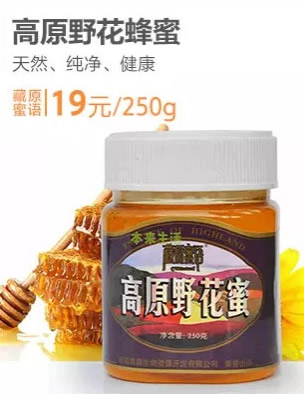 高原野花蜂蜜
天然、纯净、健康
藏原
蜜语
19元/250g
OF HIGHLAND
本来生活
高原野花蜜
净含量:250克